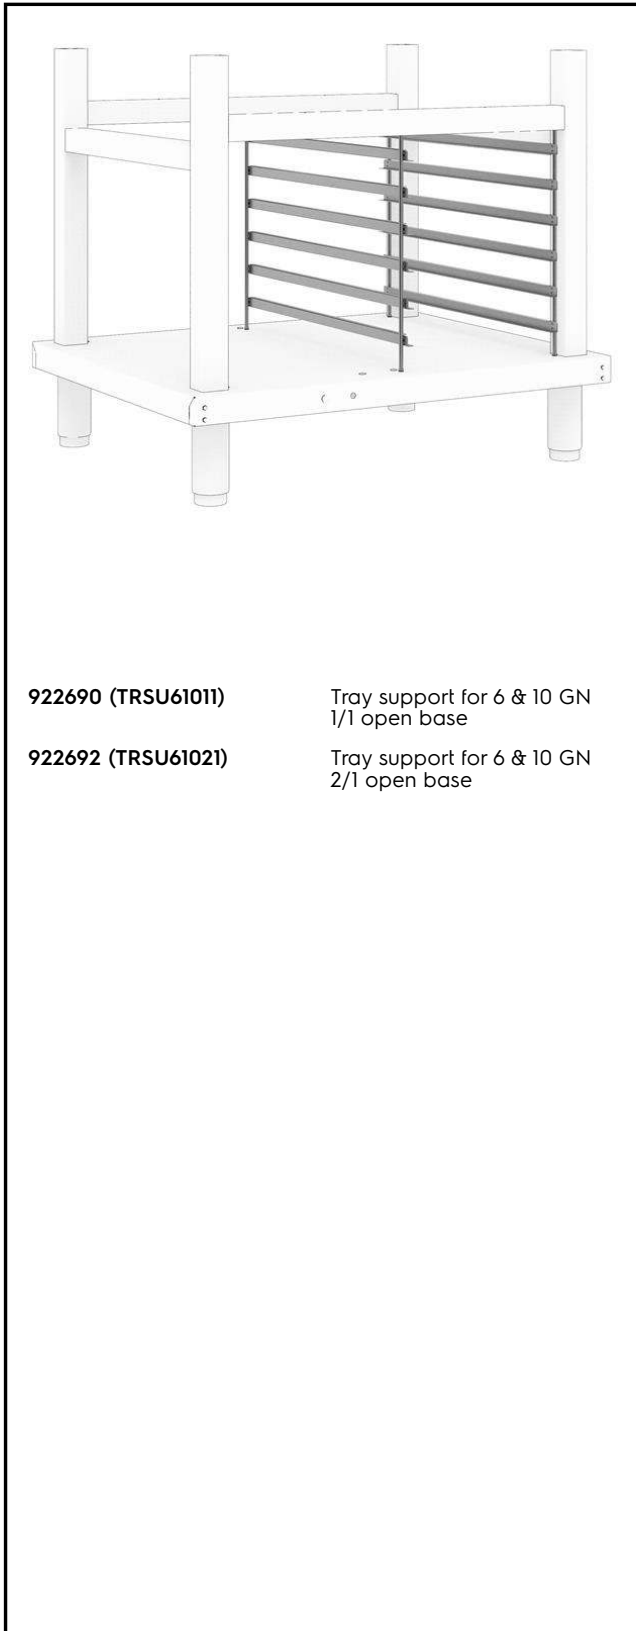 922690 (TRSU61011)
Tray support for 6 & 10 GN
1/1 open base
922692 (TRSU61021)
Tray support for 6 & 10 GN
2/1 open base